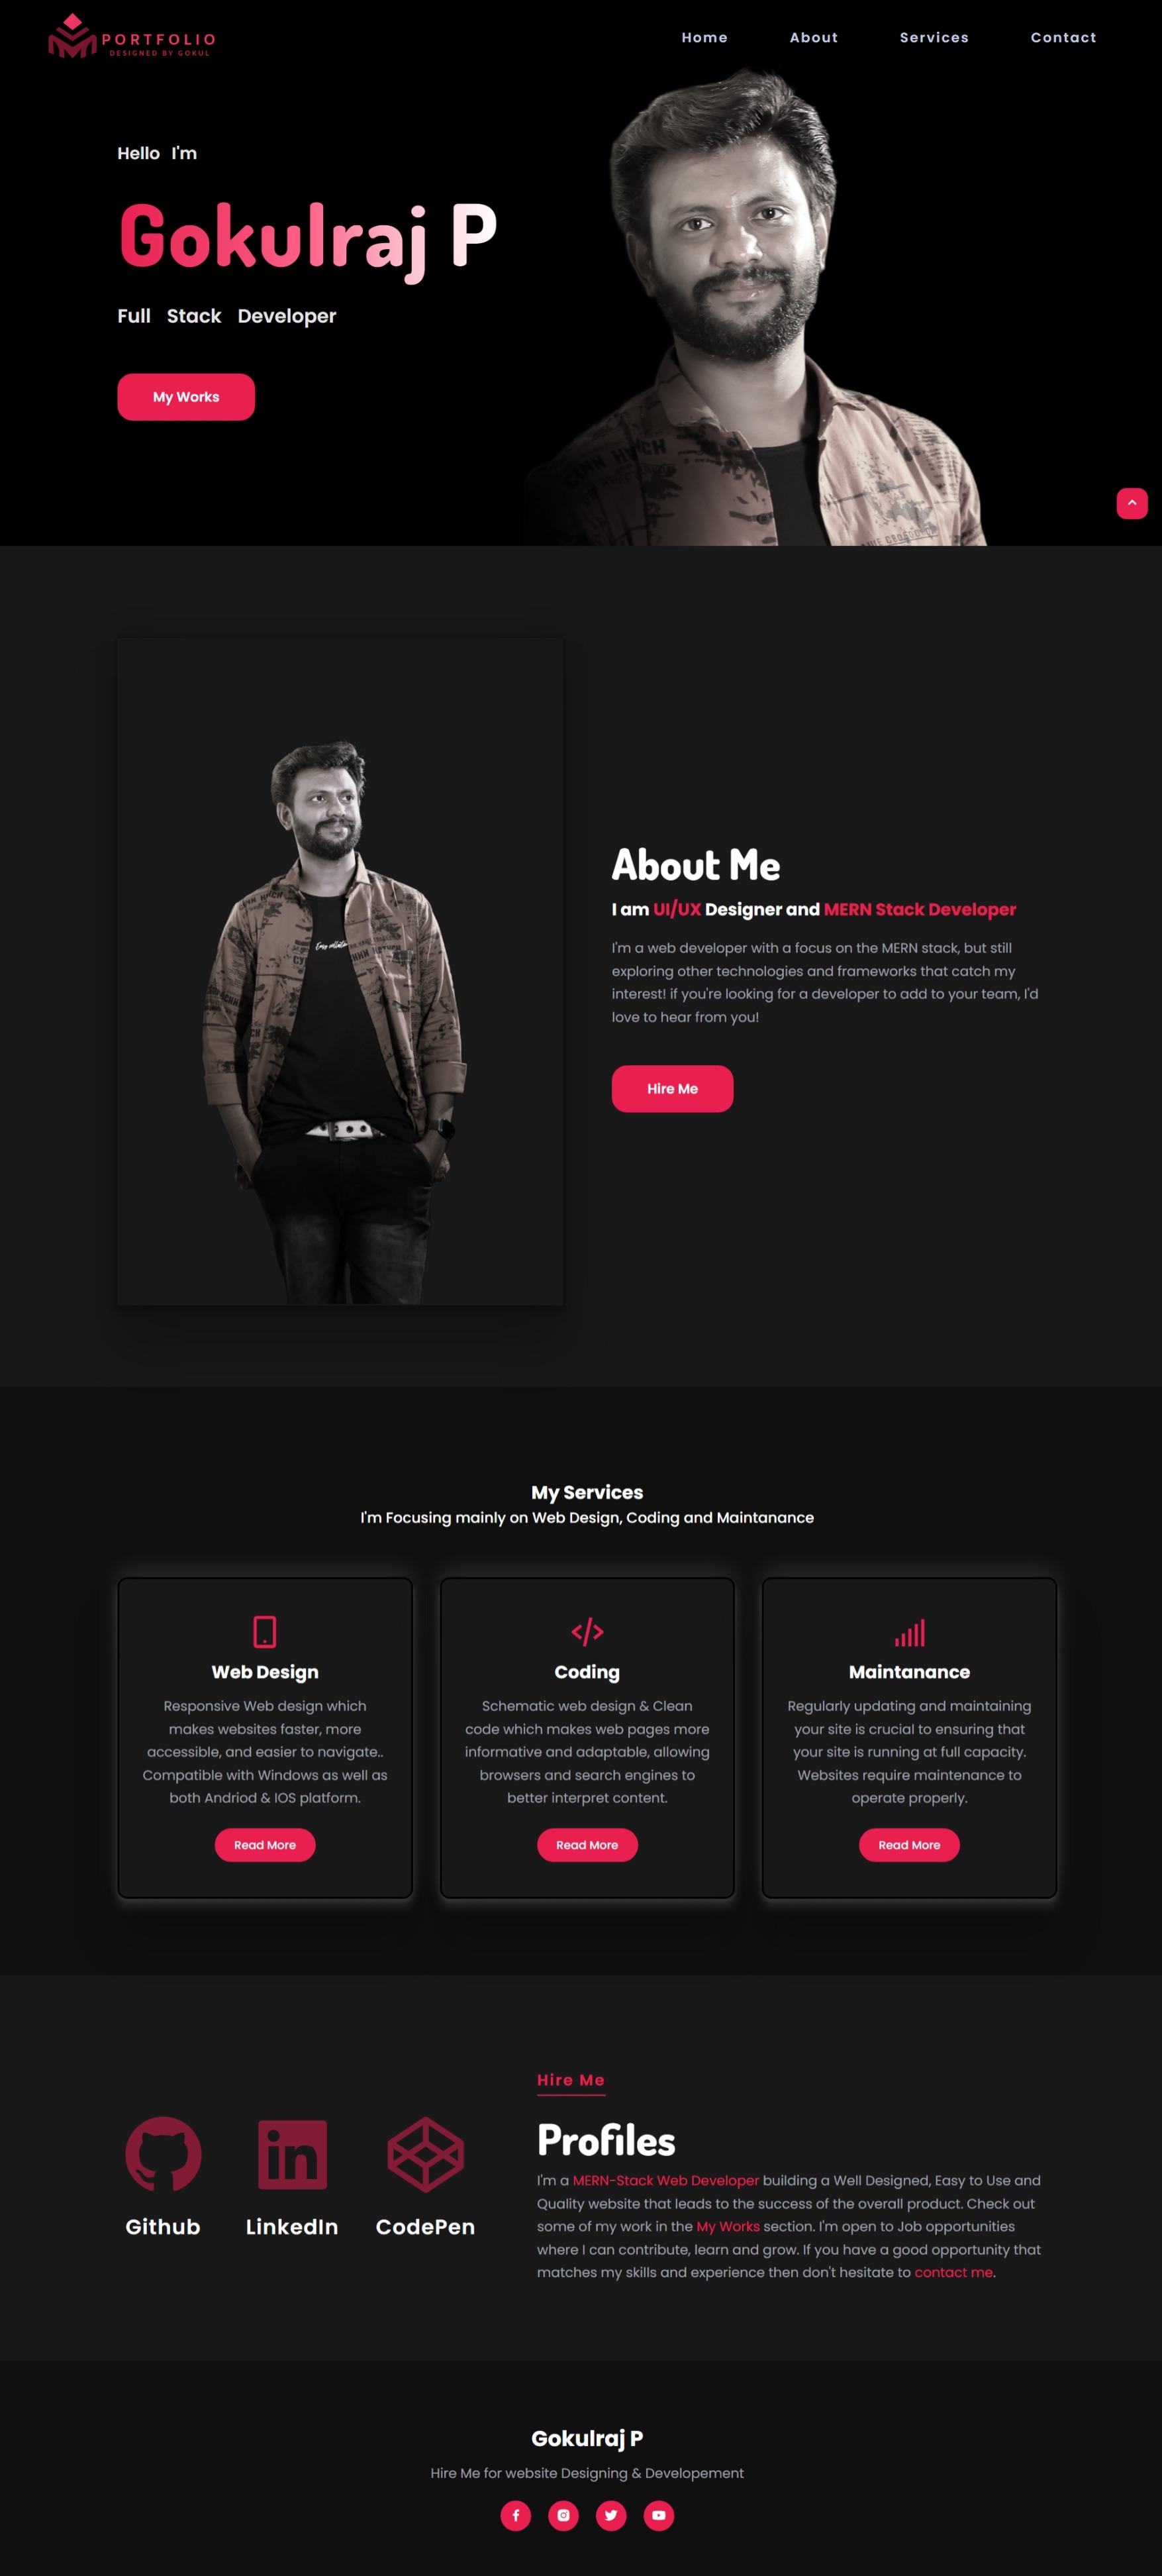 PORTFOLIO
DESIGNED BY GOKUL
Home About Services Contact
Hello I'm
Gokulraj P
Full Stack Developer
My Works
About Me
I am UI/UX Designer and MERN Stack Developer
I'm a web developer with a focus on the MERN stack, but still
exploring other technologies and frameworks that catch my
interest! if you're looking for a developer to add to your team, I'd
love to hear from you!
Hire Me
My Services
I'm Focusing mainly on Web Design, Coding and Maintanance
Web Design
Responsive Web design which
makes websites faster, more
accessible, and easier to navigate..
Compatible with Windows as well as
both Andriod & IOS platform.
Read More
Coding
Schematic web design & Clean
code which makes web pages more
informative and adaptable, allowing
browsers and search engines to
better interpret content.
Read More
Maintanance
Regularly updating and maintaining
your site is crucial to ensuring that
your site is running at full capacity.
Websites require maintenance to
operate properly.
Read More
Github LinkedIn CodePen
Hire Me
Profiles
I'm a MERN-Stack Web Developer building a Well Designed, Easy to Use and
Quality website that leads to the success of the overall product. Check out
some of my work in the My Works section. I'm open to Job opportunities
where I can contribute, learn and grow. If you have a good opportunity that
matches my skills and experience then don't hesitate to contact me.
Gokulraj P
Hire Me for website Designing & Developement